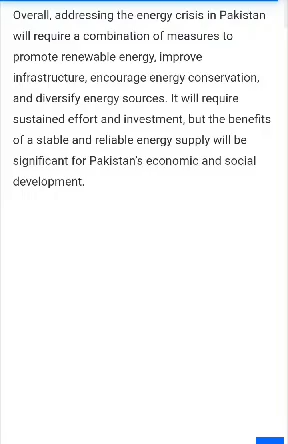 Overall, addressing the energy crisis in Pakistan
will require a combination of measures to
promote renewable energy, improve
infrastructure, encourage energy conservation,
and diversify energy sources. It will require
sustained effort and investment, but the benefits
of a stable and reliable energy supply will be
significant for Pakistan's economic and social
development.